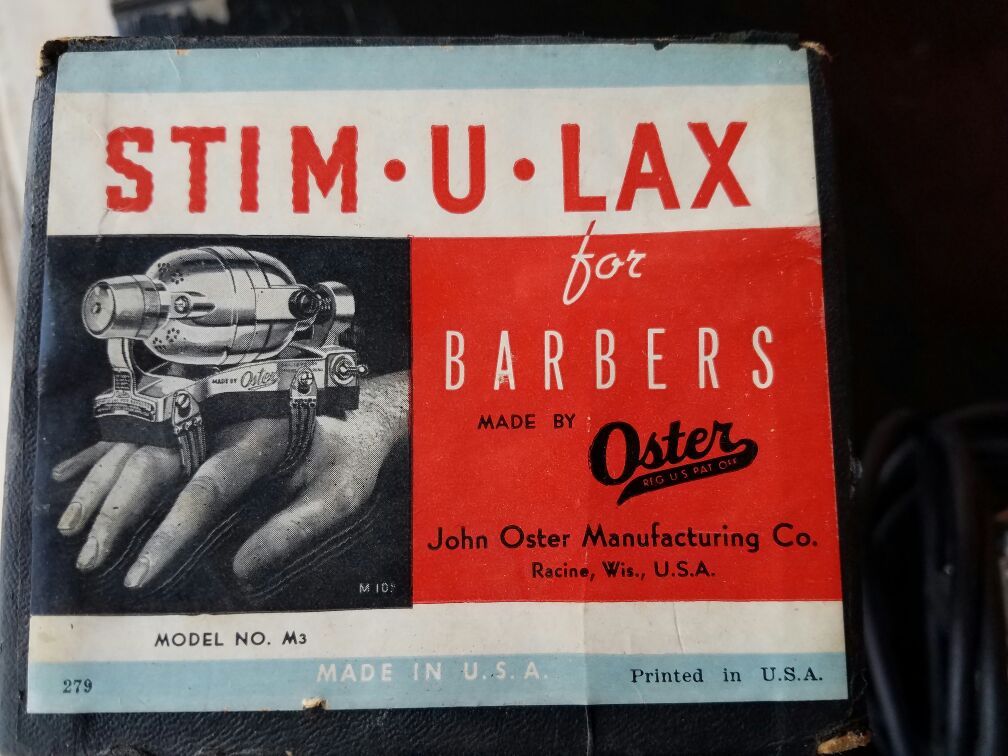 STIM·U·LAX
for
BARBERS
MADE BY Oster
REG U'S PAT OFF
MADE BY Oster
John Oster Manufacturing Co.
Racine, Wis., U.S.A.
MODEL NO. M3
MADE IN U.S.A.
279
Printed in U.S.A.